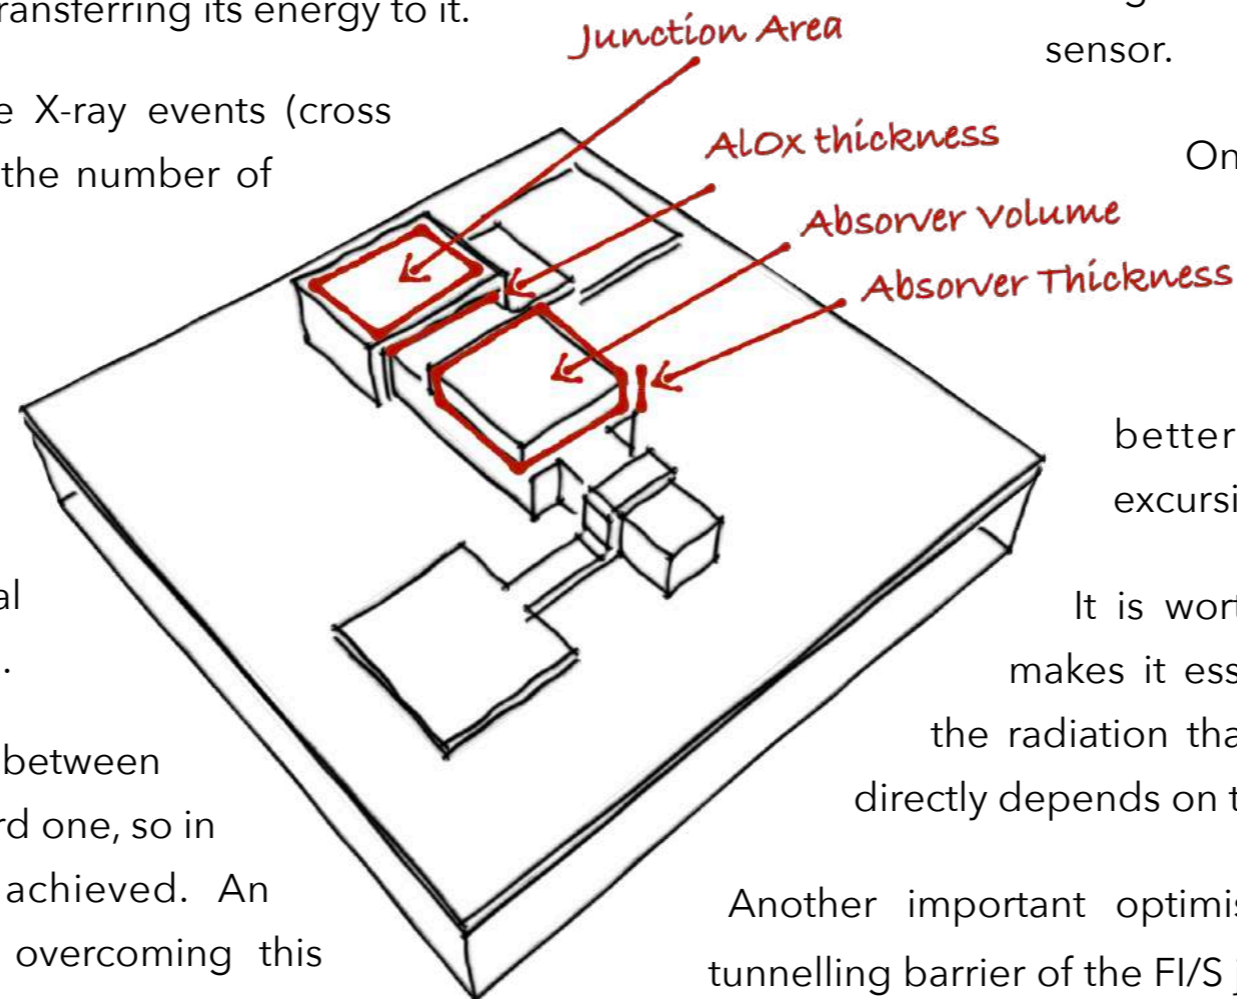 ransferring its energy to it.
e X-ray events (cross
the number of
al
.
between
rd one, so in
achieved. An
overcoming this
Junction Area
AlOx thickness
Absorver Volume
Absorver Thickness
sensor.
On
better
excursi
It is wort
makes it ess
the radiation tha
directly depends on t
Another important optimis
tunnelling barrier of the FI/S j